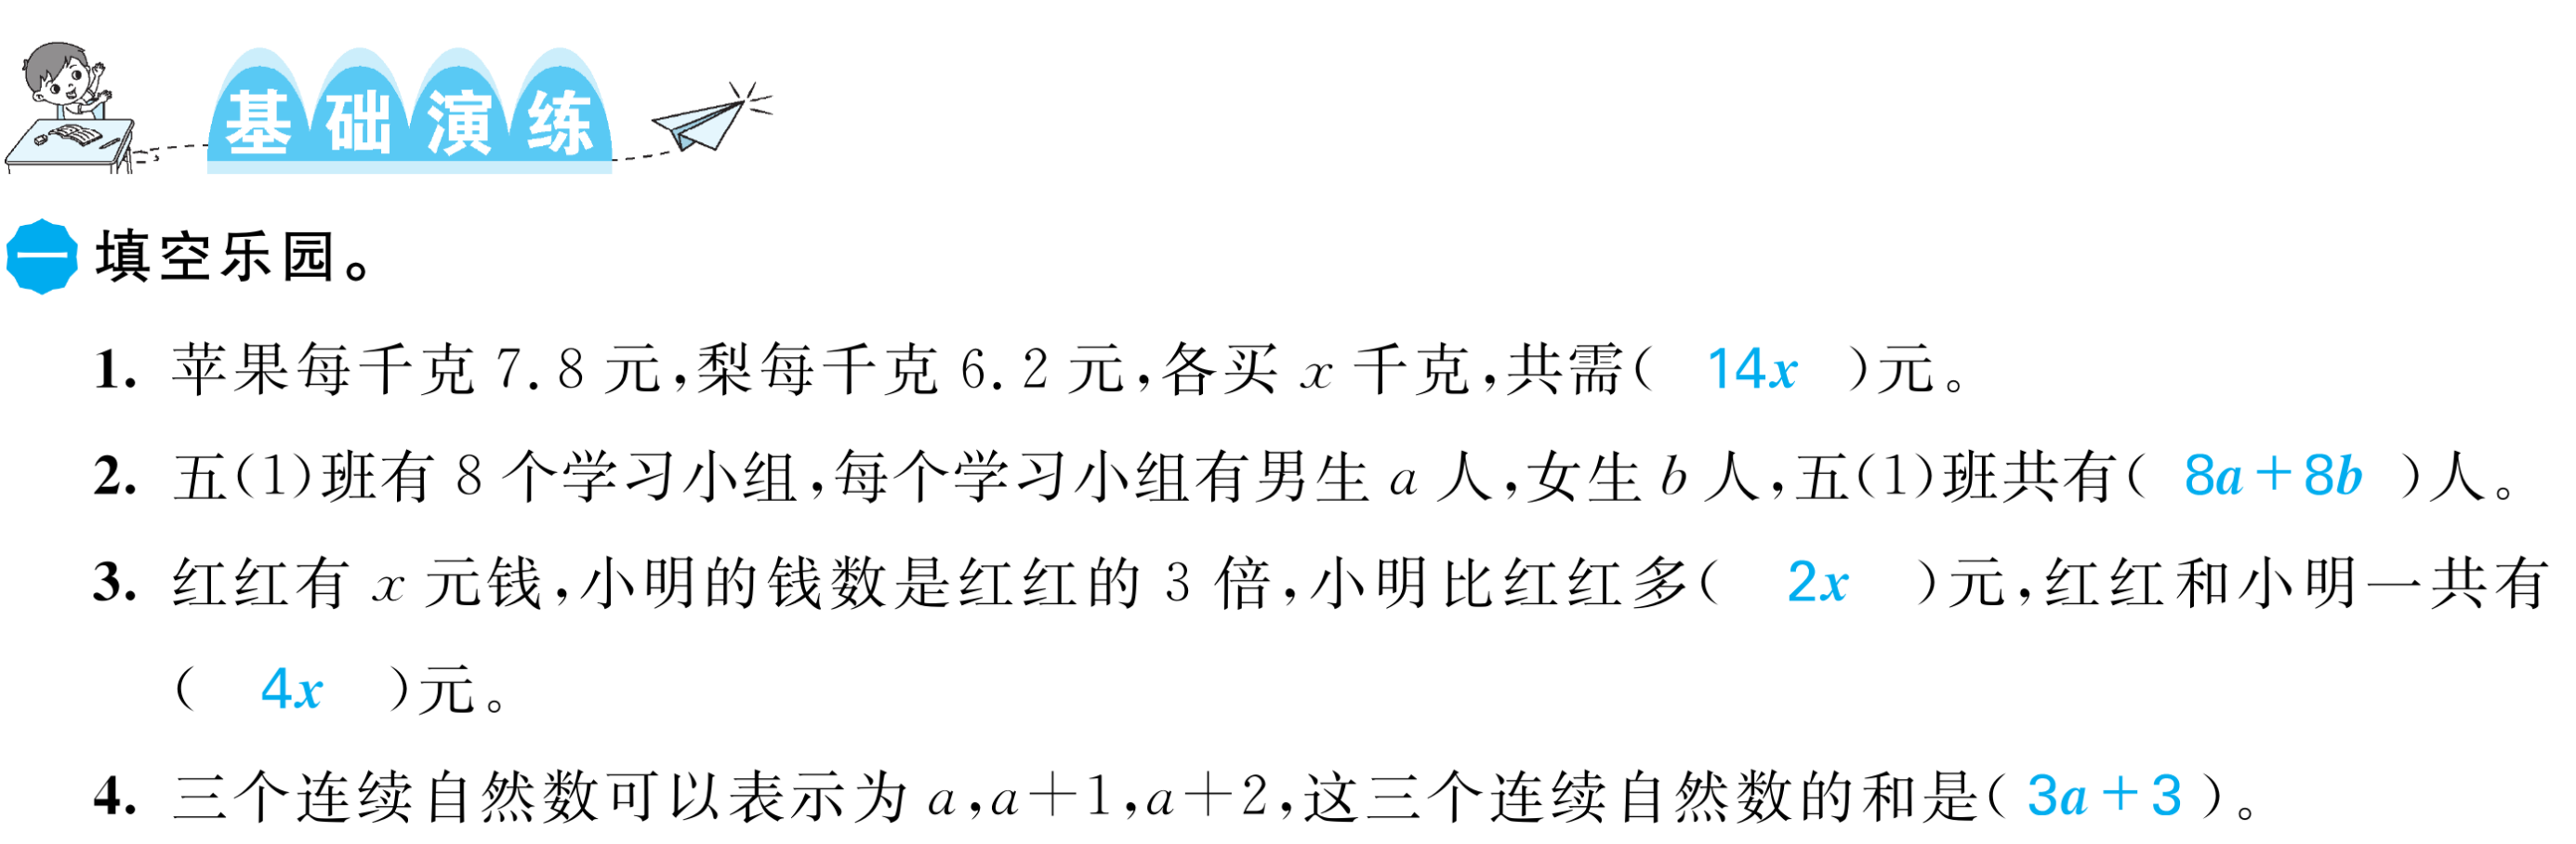 基础演练
一 填空乐园。
1. 苹果每千克 7.8 元,梨每千克 6.2 元,各买 x 千克,共需( 14x )元。
2. 五(1)班有 8 个学习小组,每个学习小组有男生 a 人,女生 b 人,五(1)班共有( 8a+8b )人。
3. 红红有 x 元钱,小明的钱数是红红的 3 倍,小明比红红多( 2x )元,红红和小明一共有
( 4x )元。
4. 三个连续自然数可以表示为 a,a+1,a+2,这三个连续自然数的和是( 3a+3 )。